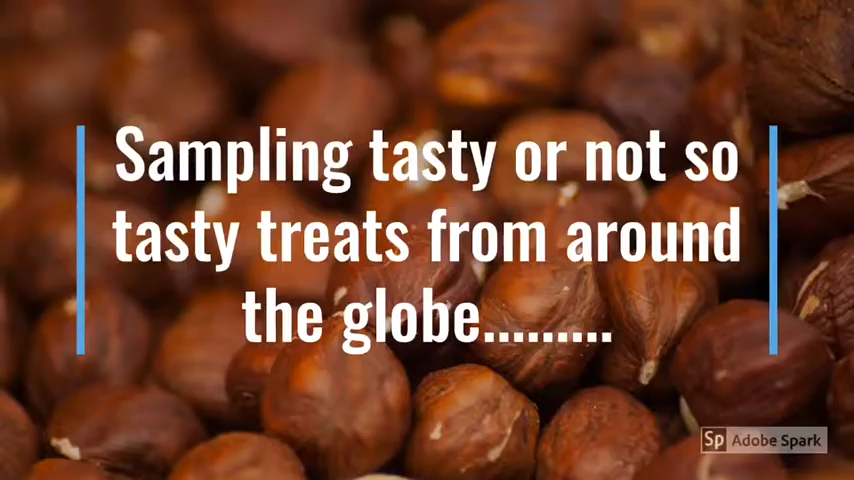 Sampling tasty or not so
tasty treats from around
the globe.........
Sp Adobe Spark